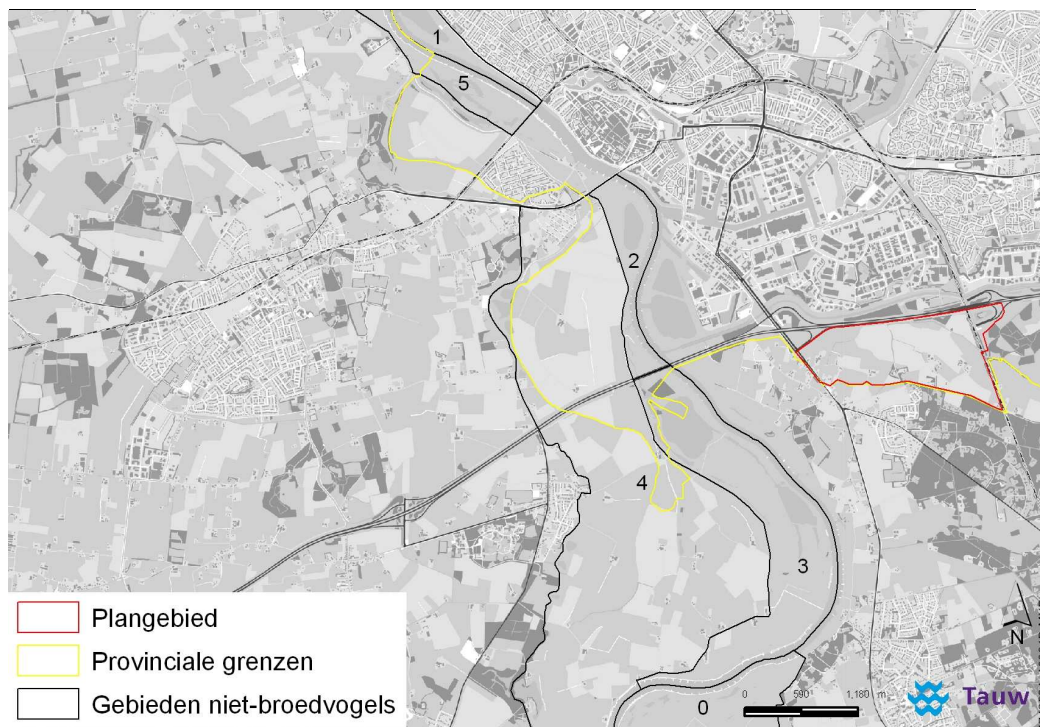 1
5
2
4
3
0
Plangebied
Provinciale grenzen
Gebieden niet-broedvogels
0 590 1,180 m
N
Tauw